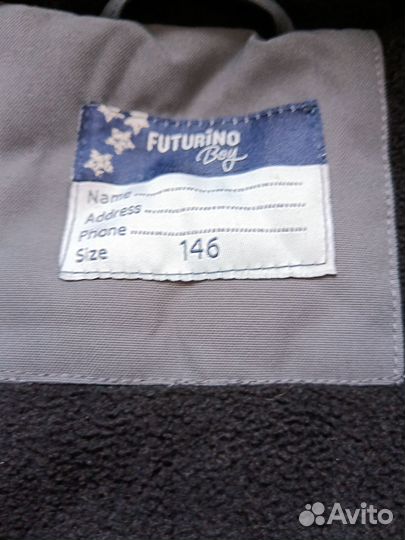 FUTURiNO
Boy
Name
Address
Phone
Size 146
Avito